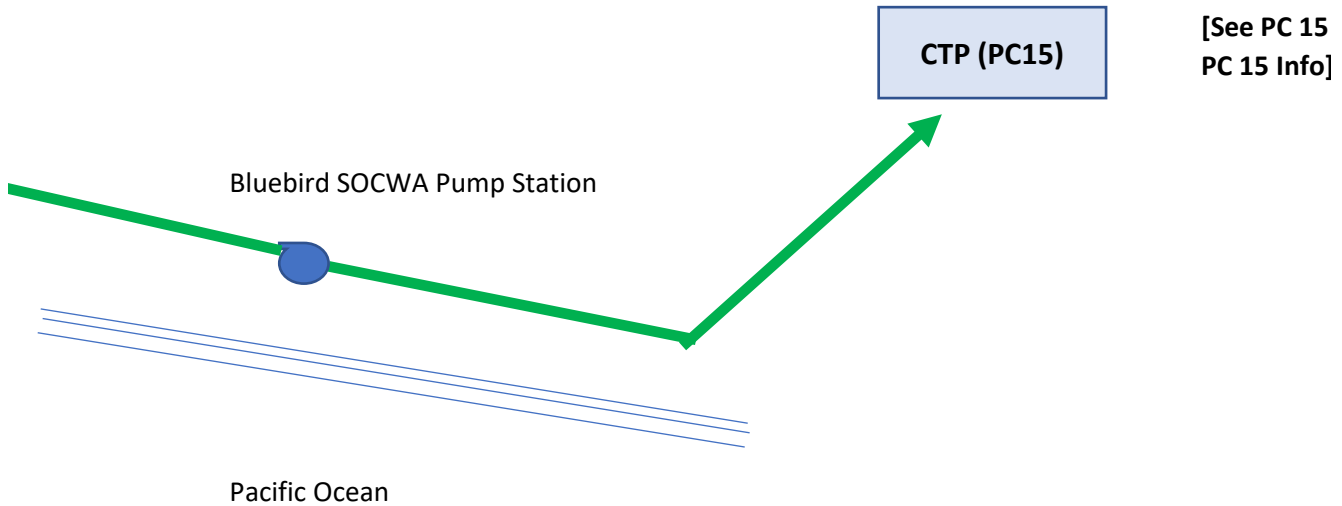 CTP (PC15)
[See PC 15
PC 15 Info]
Bluebird SOCWA Pump Station
Pacific Ocean